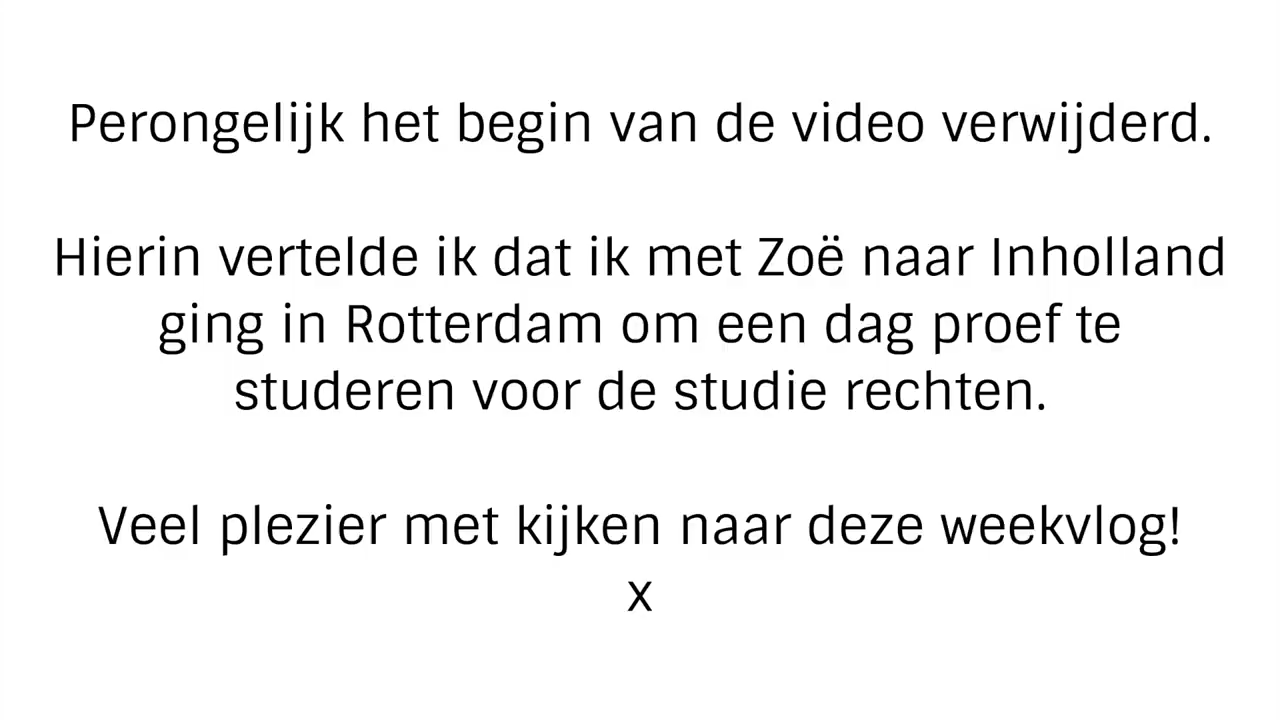 Perongelijk het begin van de video verwijderd.
Hierin vertelde ik dat ik met Zoë naar Inholland
ging in Rotterdam om een dag proef te
studeren voor de studie rechten.
Veel plezier met kijken naar deze weekvlog!
x